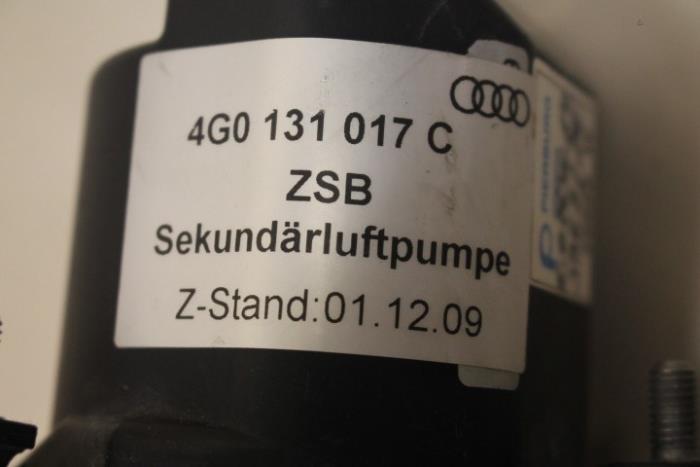 4G0 131 017 C
ZSB
Sekundärluftpumpe
Z-Stand:01.12.09